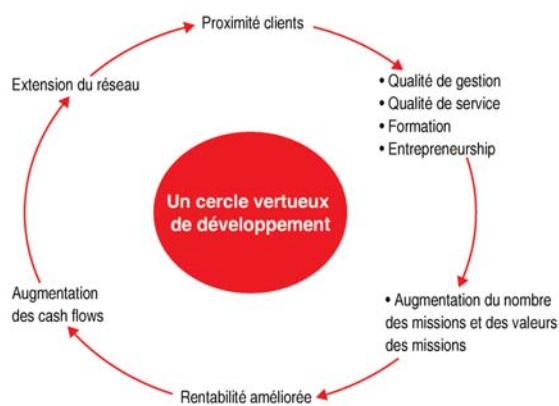 Proximité clients
• Qualité de gestion
• Qualité de service
• Formation
• Entrepreneurship
• Augmentation du nombre
des missions et des valeurs
des missions
Rentabilité améliorée
Augmentation
des cash flows
Extension du réseau
Un cercle vertueux
de développement